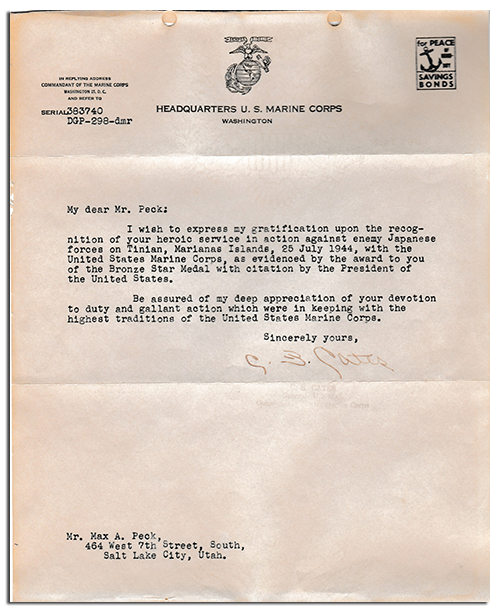 for PEACE
SAVINGS
BONDS
IN REPLYING ADDRESS
COMMANDANT OF THE MARINE CORPS
WASHINGTON 25, D. C.
AND REFER TO
SERIAL 383740
DGP-298-dmr
HEADQUARTERS U. S. MARINE CORPS
WASHINGTON
My dear Mr. Peck:
I wish to express my gratification upon the recog-
nition of your heroic service in action against enemy Japanese
forces on Tinian, Marianas Islands, 25 July 1944, with the
United States Marine Corps, as evidenced by the award to you
of the Bronze Star Medal with citation by the President of
the United States.
Be assured of my deep appreciation of your devotion
to duty and gallant action which were in keeping with the
highest traditions of the United States Marine Corps.
Sincerely yours,
C. B. Cates
C. B. CATES
Mr. Max A. Peck,
464 West 7th Street, South,
Salt Lake City, Utah.